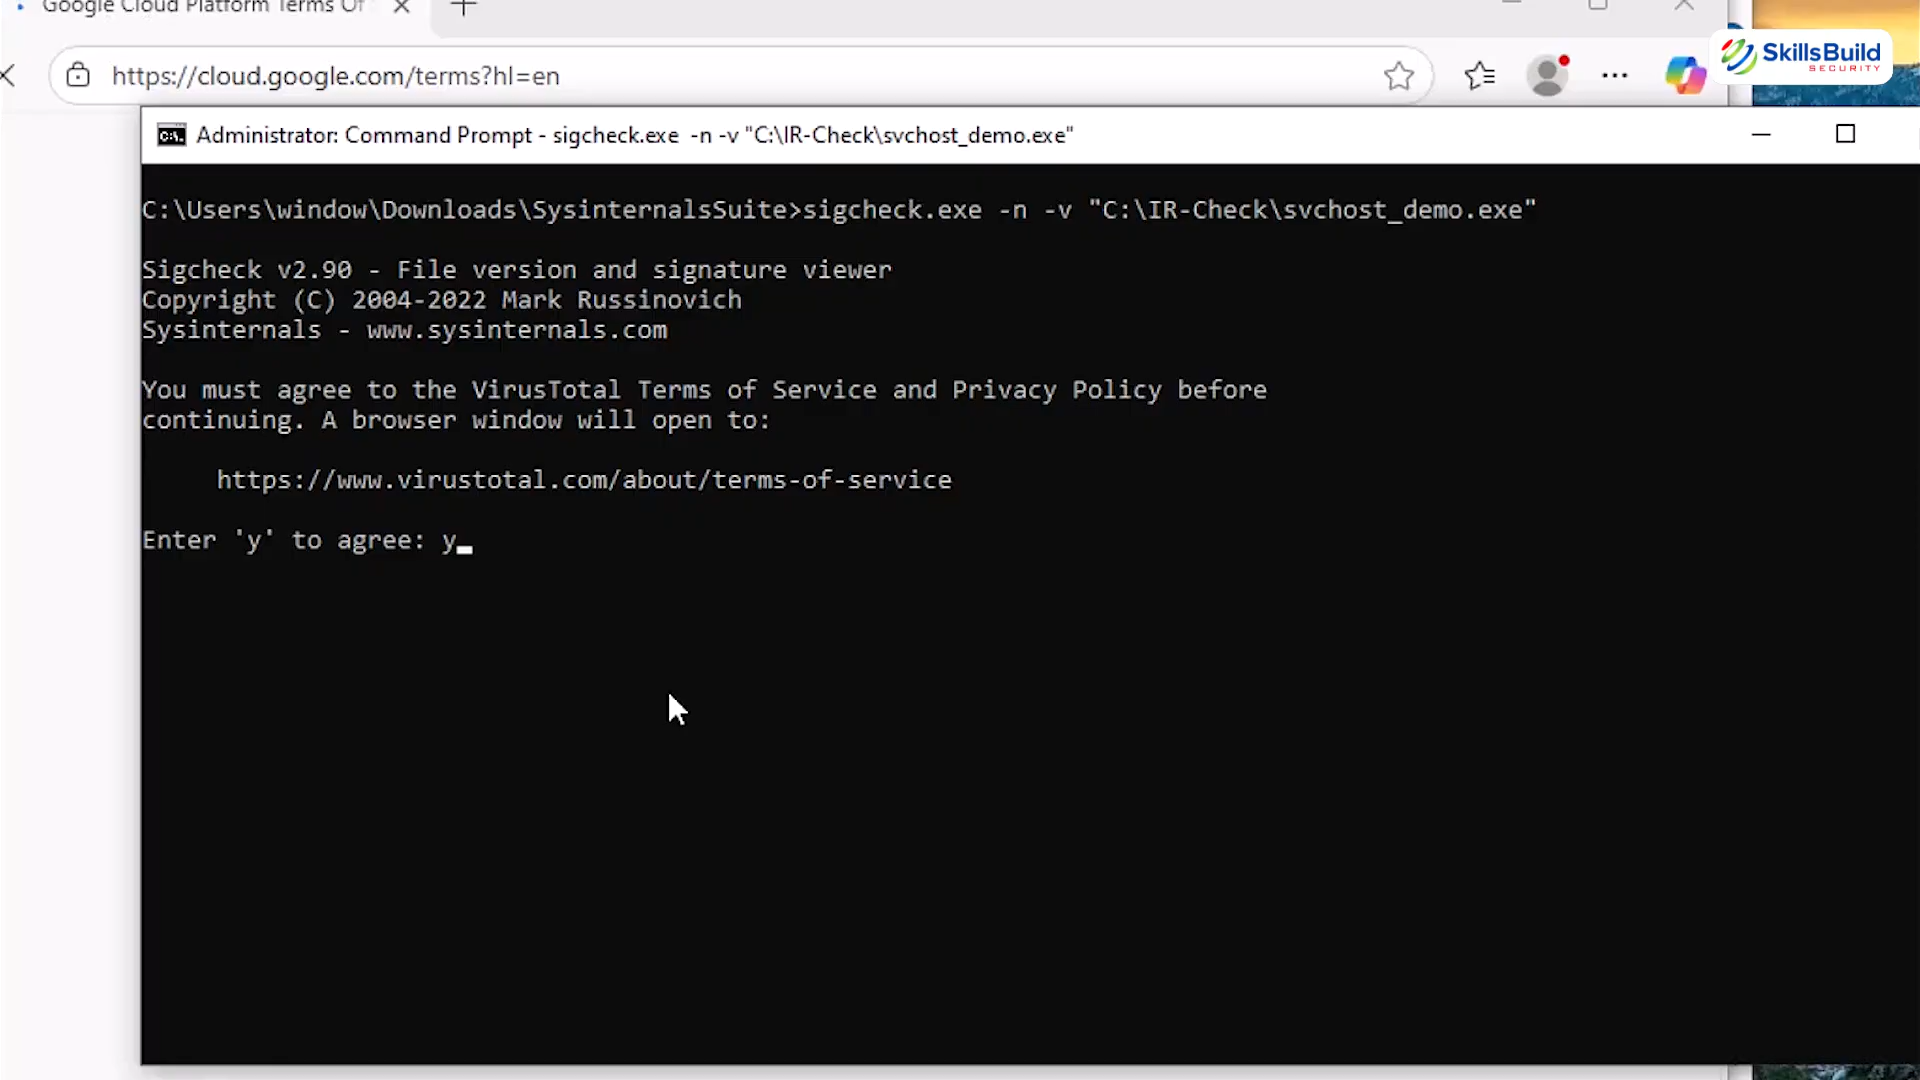 Google Cloud Platform Terms Of
https://cloud.google.com/terms?hl=en
SkillsBuild
SECURITY
Administrator: Command Prompt - sigcheck.exe -n -v "C:\IR-Check\svchost_demo.exe"
C:\Users\window\Downloads\SysinternalsSuite>sigcheck.exe -n -v "C:\IR-Check\svchost_demo.exe"
Sigcheck v2.90 - File version and signature viewer
Copyright (C) 2004-2022 Mark Russinovich
Sysinternals - www.sysinternals.com
You must agree to the VirusTotal Terms of Service and Privacy Policy before
continuing. A browser window will open to:
https://www.virustotal.com/about/terms-of-service
Enter 'y' to agree: y